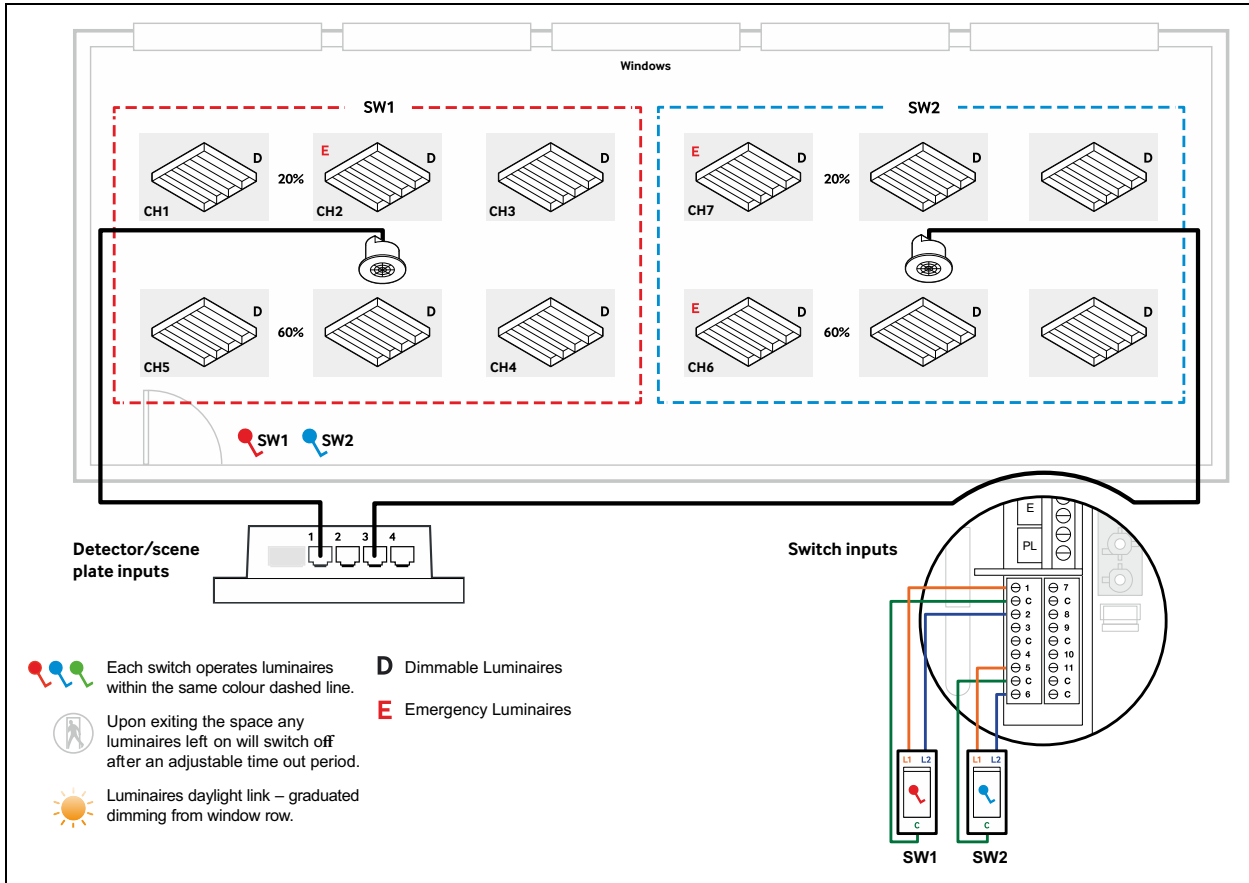 Windows
SW1
SW2
D
E
D
D
E
D
D
D
20%
20%
CH1
CH2
CH3
CH7
D
D
D
E
D
D
D
60%
60%
CH5
CH4
CH6
SW1
SW2
Detector/scene
plate inputs
1 2 3 4
Switch inputs
E
PL
1 7
C C
2 8
3 9
C C
4 10
5 11
C C
6 C
L1 L2
L1 L2
C
C
SW1
SW2
Each switch operates luminaires
within the same colour dashed line.
Upon exiting the space any
luminaires left on will switch off
after an adjustable time out period.
Luminaires daylight link – graduated
dimming from window row.
D Dimmable Luminaires
E Emergency Luminaires